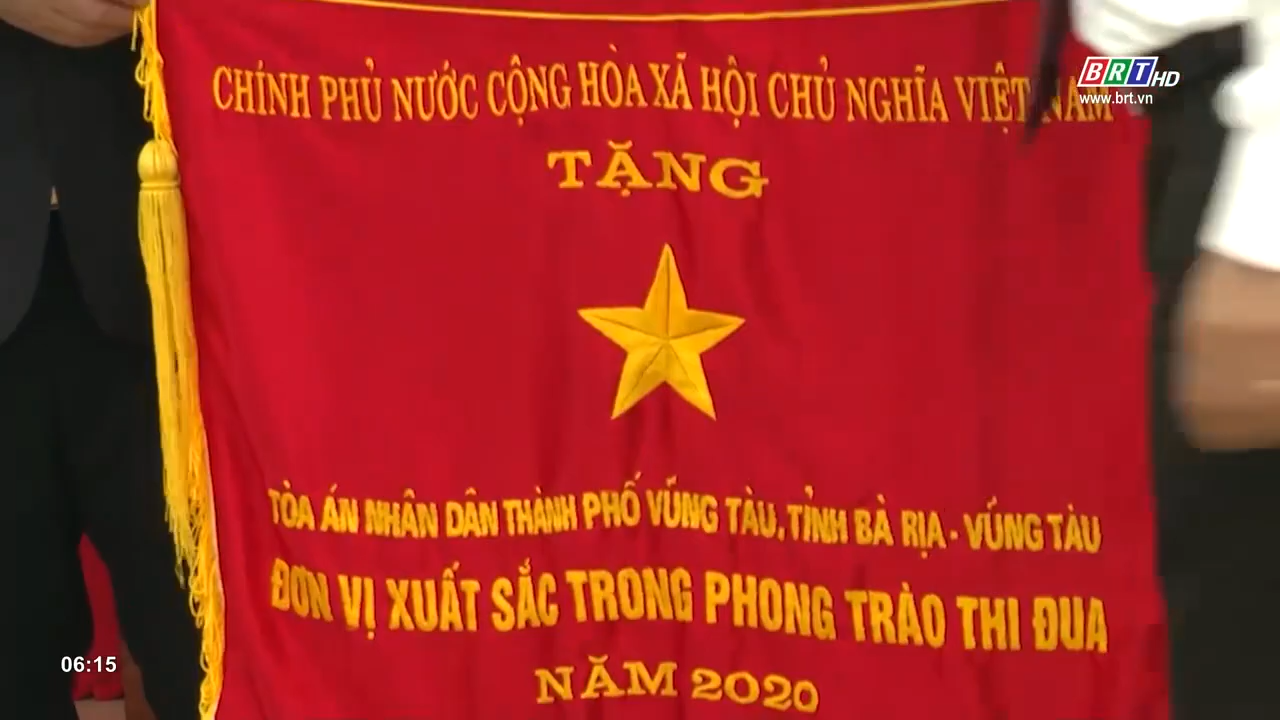 BRT HD
www.brt.vn
CHÍNH PHỦ NƯỚC CỘNG HÒA XÃ HỘI CHỦ NGHĨA VIỆT NAM
TẶNG
TÒA ÁN NHÂN DÂN THÀNH PHỐ VŨNG TÀU, TỈNH BÀ RỊA - VŨNG TÀU
ĐƠN VỊ XUẤT SẮC TRONG PHONG TRÀO THI ĐUA
NĂM 2020
06:15